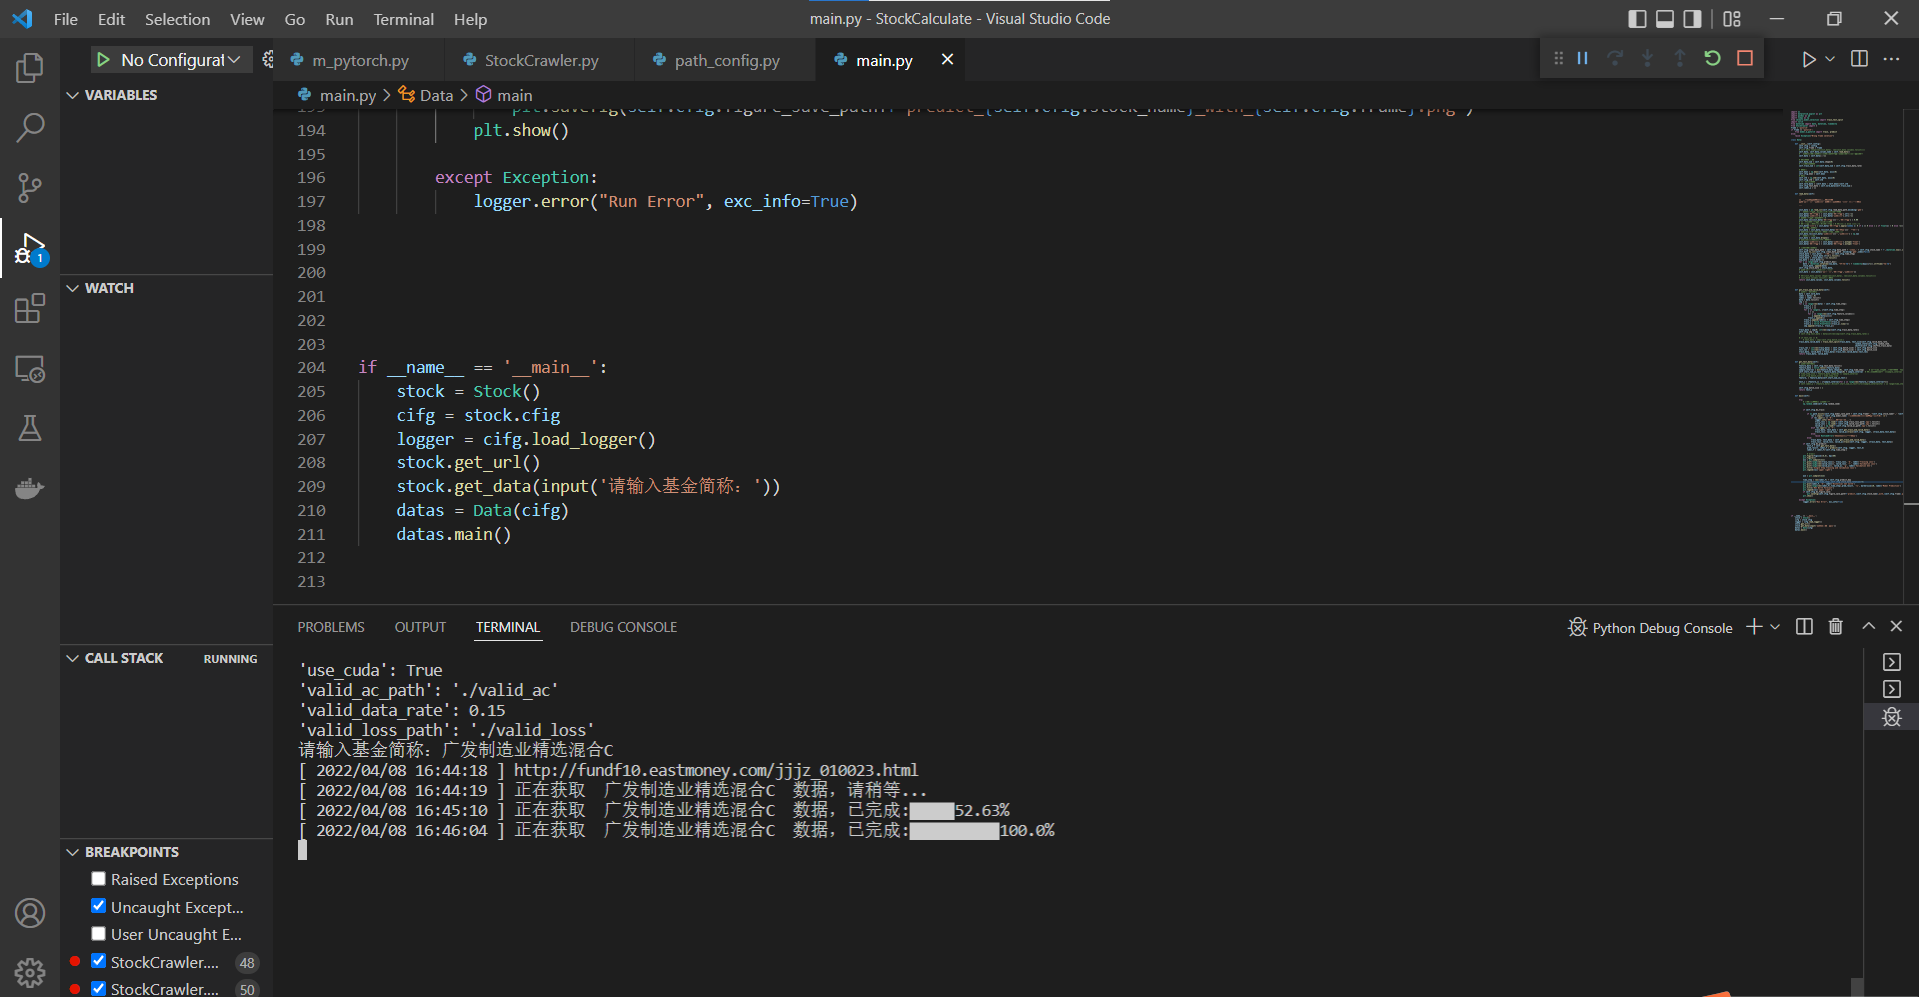 File Edit Selection View Go Run Terminal Help
main.py - StockCalculate - Visual Studio Code
No Configurat
m_pytorch.py
StockCrawler.py
path_config.py
main.py
main.py > Data > main
VARIABLES
WATCH
CALL STACK RUNNING
BREAKPOINTS
Raised Exceptions
Uncaught Except...
User Uncaught E...
StockCrawler.... 48
StockCrawler.... 50
1
194 plt.show()
195
196 except Exception:
197 logger.error("Run Error", exc_info=True)
198
199
200
201
202
203
204 if __name__ == '__main__':
205 stock = Stock()
206 cifg = stock.cfig
207 logger = cifg.load_logger()
208 stock.get_url()
209 stock.get_data(input('请输入基金简称：'))
210 datas = Data(cifg)
211 datas.main()
212
213
PROBLEMS OUTPUT TERMINAL DEBUG CONSOLE
Python Debug Console
'use_cuda': True
'valid_ac_path': './valid_ac'
'valid_data_rate': 0.15
'valid_loss_path': './valid_loss'
请输入基金简称：广发制造业精选混合C
[ 2022/04/08 16:44:18 ] http://fundf10.eastmoney.com/jjjz_010023.html
[ 2022/04/08 16:44:19 ] 正在获取 广发制造业精选混合C 数据，请稍等...
[ 2022/04/08 16:45:10 ] 正在获取 广发制造业精选混合C 数据，已完成:█████52.63%
[ 2022/04/08 16:46:04 ] 正在获取 广发制造业精选混合C 数据，已完成:██████████100.0%